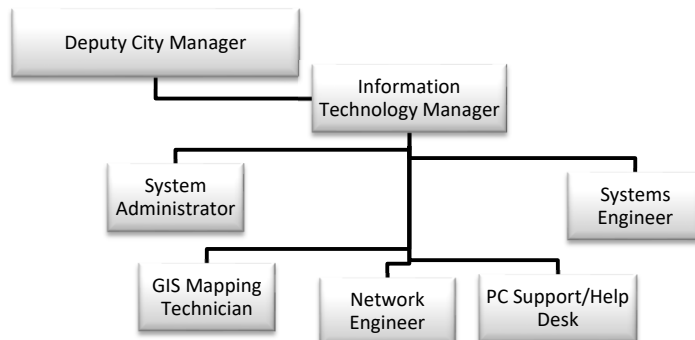 Deputy City Manager
Information
Technology Manager
System
Administrator
Systems
Engineer
GIS Mapping
Technician
Network
Engineer
PC Support/Help
Desk